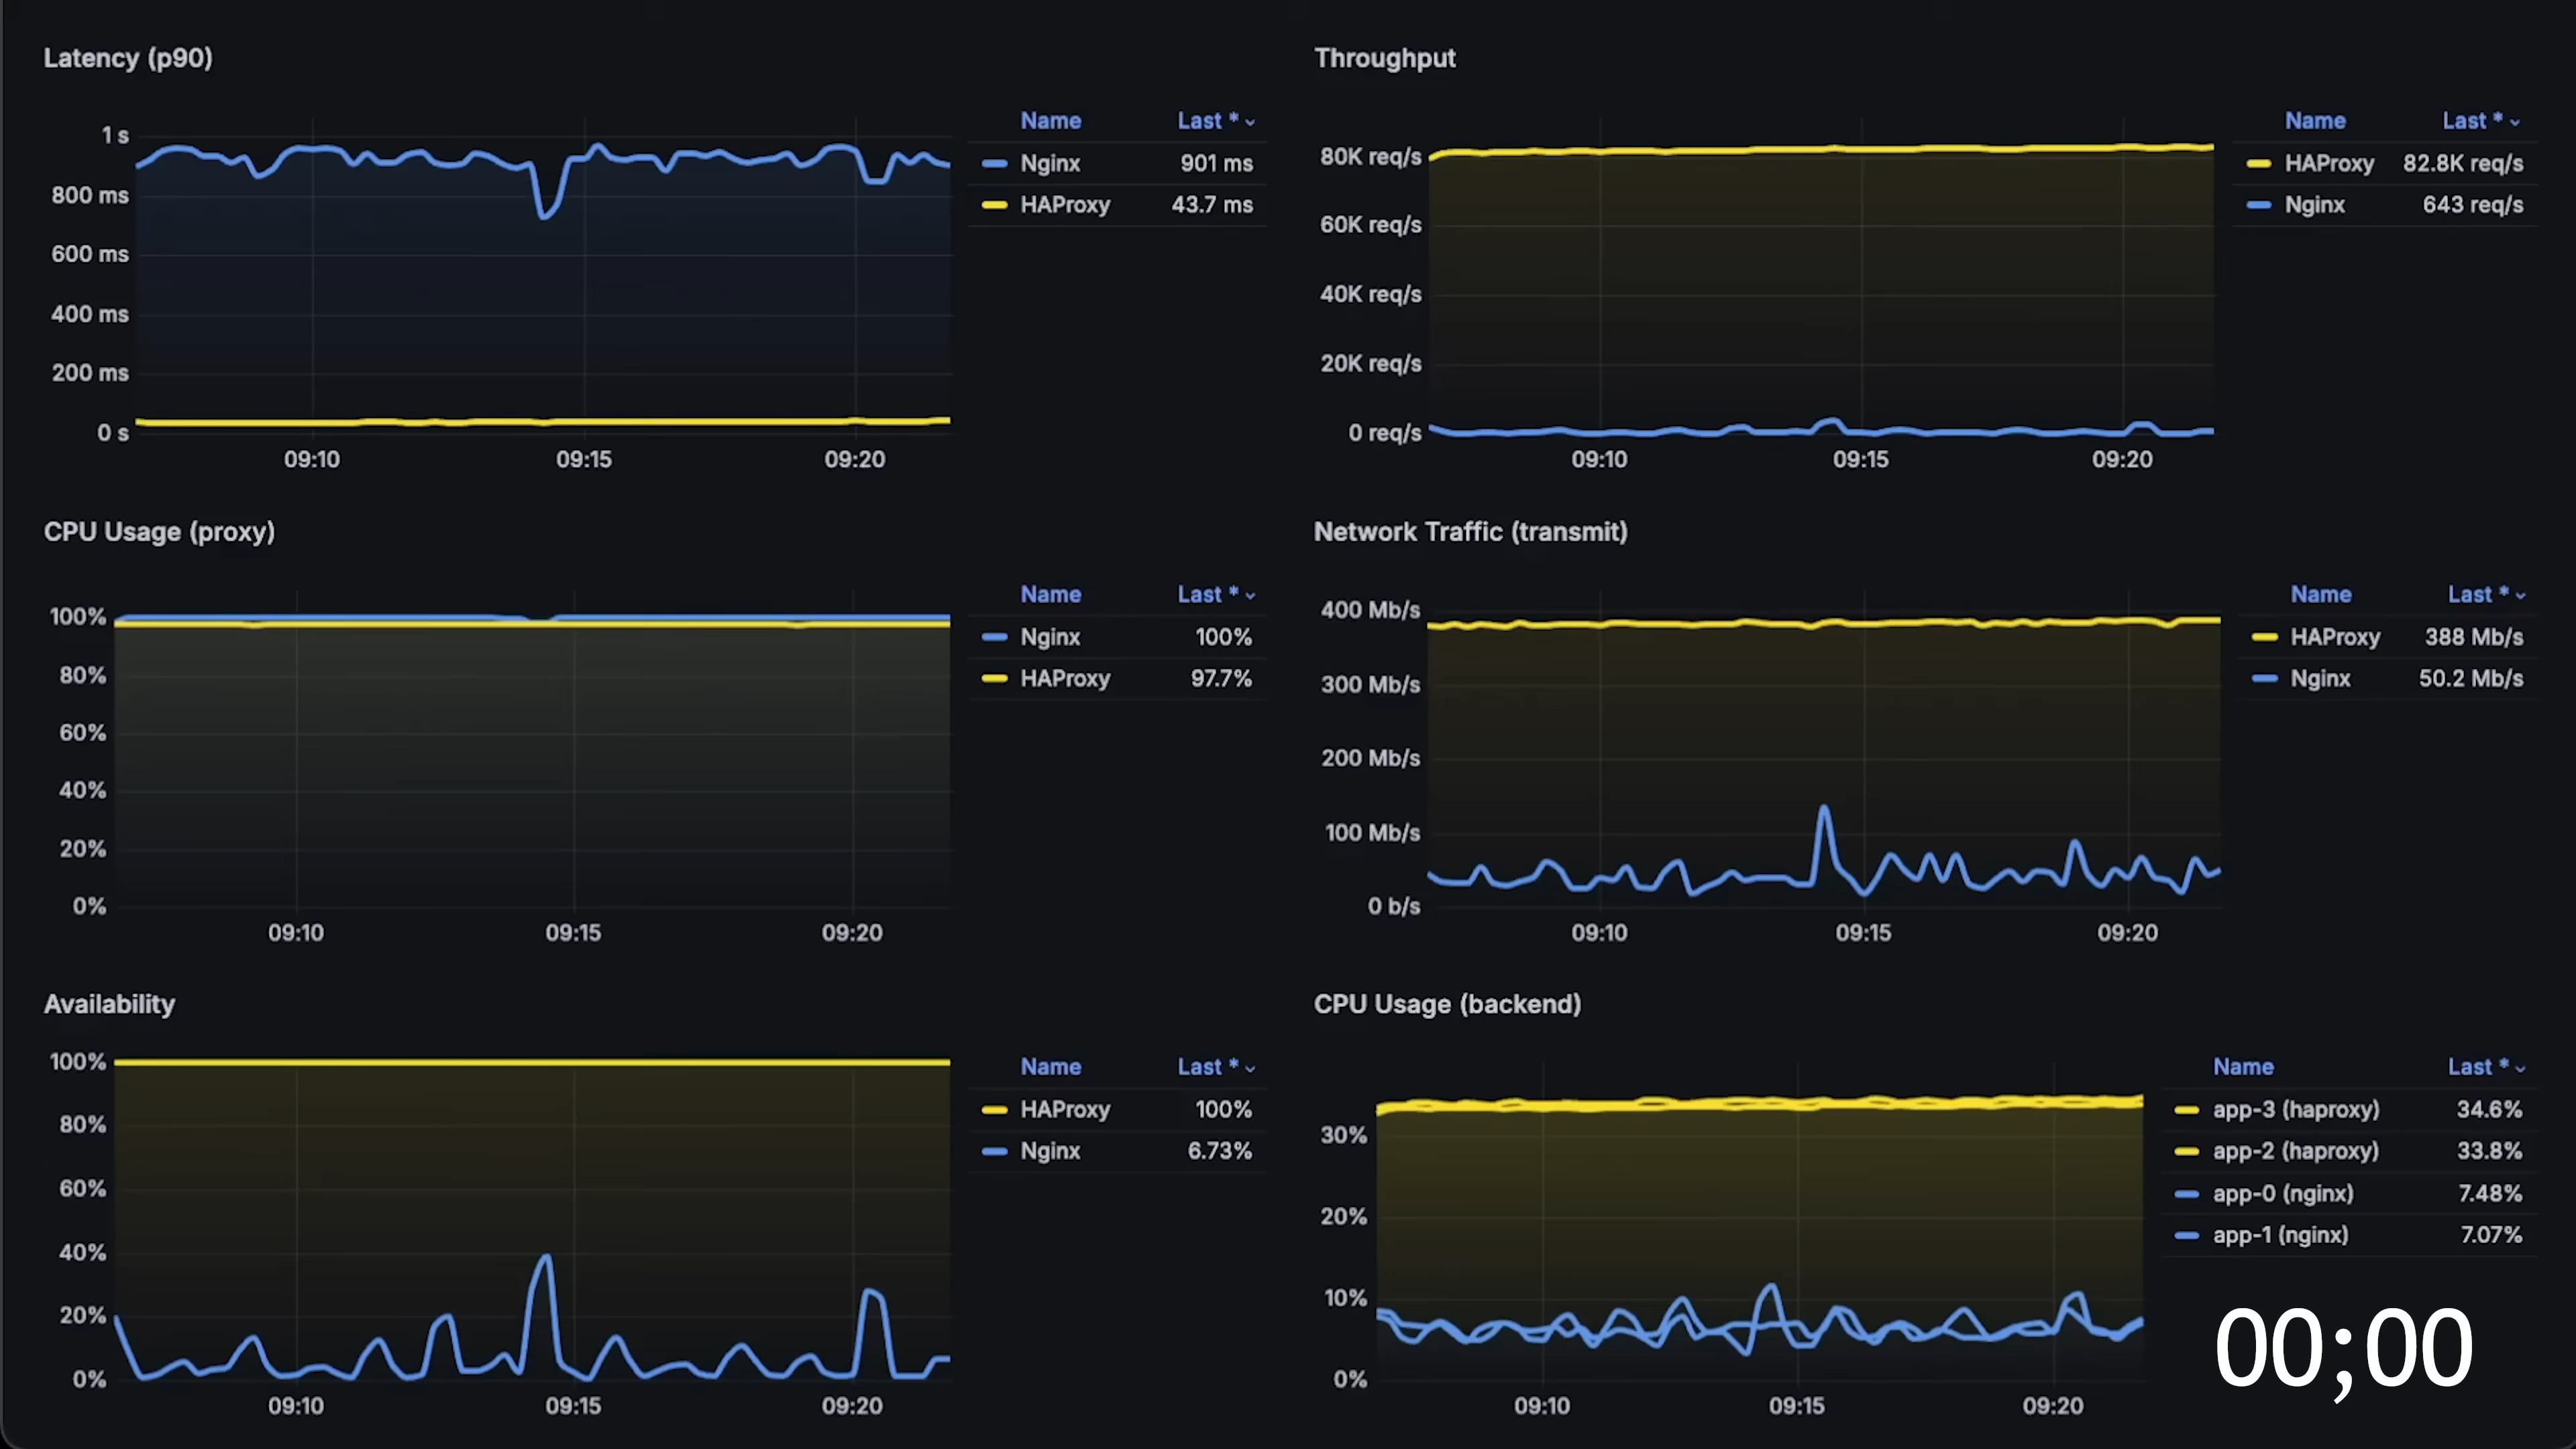 Latency (p90)
1 s
800 ms
600 ms
400 ms
200 ms
0 s
09:10 09:15 09:20
Name Last *
Nginx 901 ms
HAProxy 43.7 ms
Throughput
80K req/s
60K req/s
40K req/s
20K req/s
0 req/s
09:10 09:15 09:20
Name Last *
HAProxy 82.8K req/s
Nginx 643 req/s
CPU Usage (proxy)
100%
80%
60%
40%
20%
0%
09:10 09:15 09:20
Name Last *
Nginx 100%
HAProxy 97.7%
Network Traffic (transmit)
400 Mb/s
300 Mb/s
200 Mb/s
100 Mb/s
0 b/s
09:10 09:15 09:20
Name Last *
HAProxy 388 Mb/s
Nginx 50.2 Mb/s
Availability
100%
80%
60%
40%
20%
0%
09:10 09:15 09:20
Name Last *
HAProxy 100%
Nginx 6.73%
CPU Usage (backend)
30%
20%
10%
0%
09:10 09:15 09:20
Name Last *
app-3 (haproxy) 34.6%
app-2 (haproxy) 33.8%
app-0 (nginx) 7.48%
app-1 (nginx) 7.07%
00;00